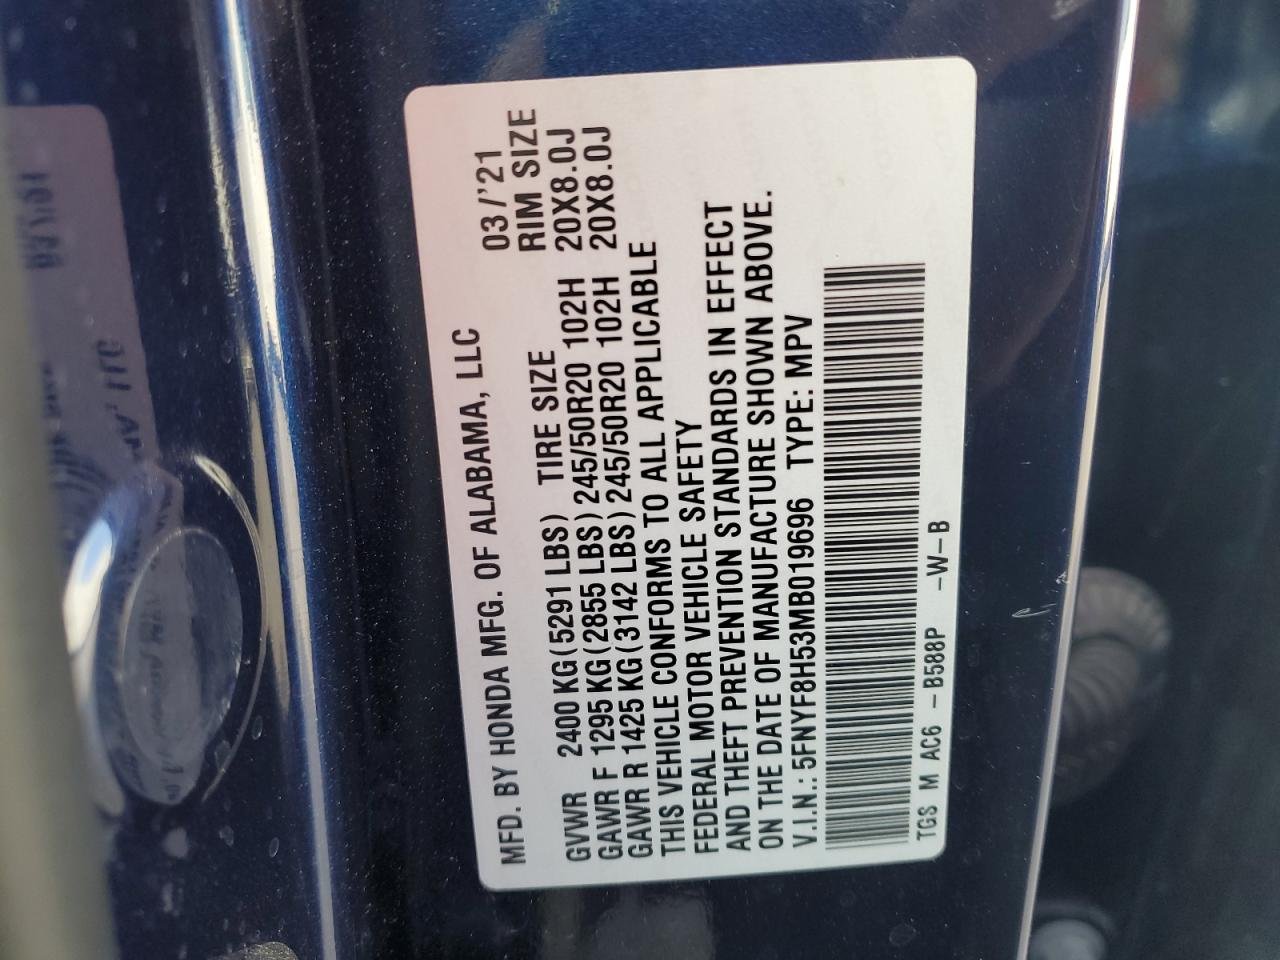 MFD. BY HONDA MFG. OF ALABAMA, LLC 03/'21
TIRE SIZE RIM SIZE
GVWR 2400 KG(5291 LBS)
GAWR F 1295 KG(2855 LBS) 245/50R20 102H 20X8.0J
GAWR R 1425 KG(3142 LBS) 245/50R20 102H 20X8.0J
THIS VEHICLE CONFORMS TO ALL APPLICABLE
FEDERAL MOTOR VEHICLE SAFETY
AND THEFT PREVENTION STANDARDS IN EFFECT
ON THE DATE OF MANUFACTURE SHOWN ABOVE.
V.I.N.: 5FNYF8H53MB019696 TYPE: MPV
TGS M AC6 - B588P -W-B